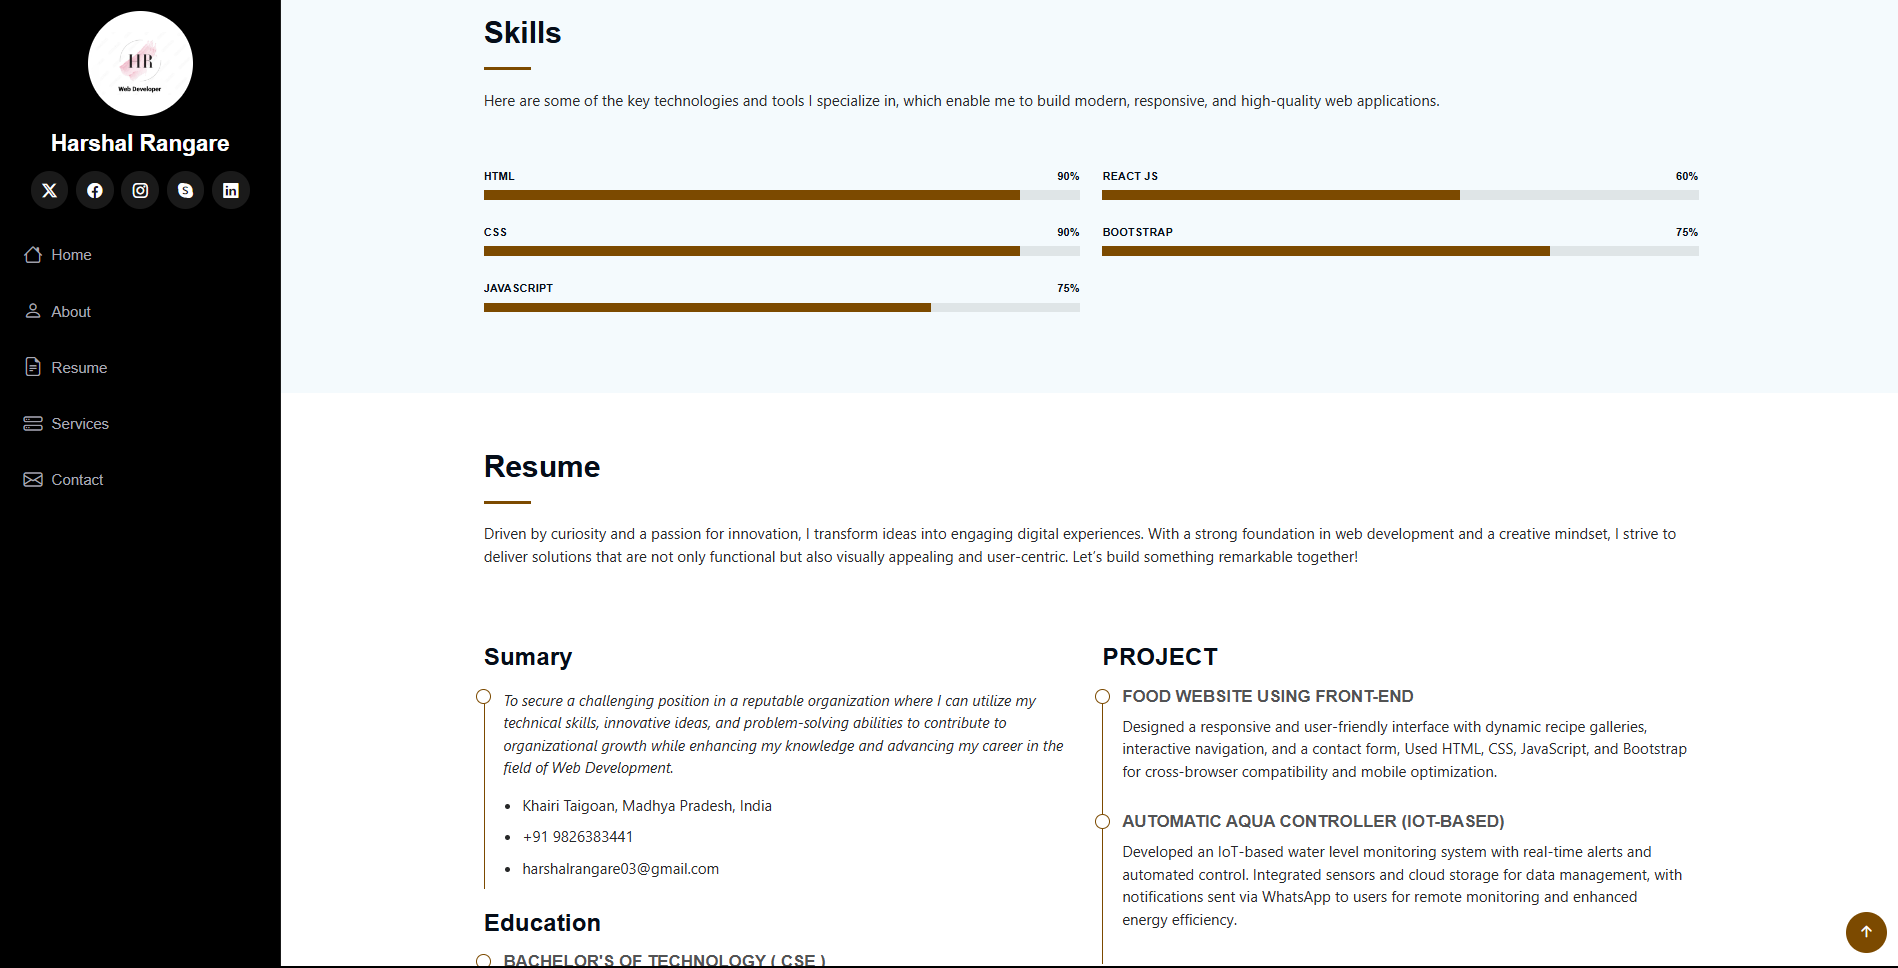 HR
Web Developer
Harshal Rangare
Home
About
Resume
Services
Contact
Skills
Here are some of the key technologies and tools I specialize in, which enable me to build modern, responsive, and high-quality web applications.
HTML 90%
CSS 90%
JAVASCRIPT 75%
REACT JS 60%
BOOTSTRAP 75%
Resume
Driven by curiosity and a passion for innovation, I transform ideas into engaging digital experiences. With a strong foundation in web development and a creative mindset, I strive to
deliver solutions that are not only functional but also visually appealing and user-centric. Let’s build something remarkable together!
Sumary
To secure a challenging position in a reputable organization where I can utilize my
technical skills, innovative ideas, and problem-solving abilities to contribute to
organizational growth while enhancing my knowledge and advancing my career in the
field of Web Development.
• Khairi Taigoan, Madhya Pradesh, India
• +91 9826383441
• harshalrangare03@gmail.com
Education
BACHELOR'S OF TECHNOLOGY ( CSE )
PROJECT
FOOD WEBSITE USING FRONT-END
Designed a responsive and user-friendly interface with dynamic recipe galleries,
interactive navigation, and a contact form, Used HTML, CSS, JavaScript, and Bootstrap
for cross-browser compatibility and mobile optimization.
AUTOMATIC AQUA CONTROLLER (IOT-BASED)
Developed an IoT-based water level monitoring system with real-time alerts and
automated control. Integrated sensors and cloud storage for data management, with
notifications sent via WhatsApp to users for remote monitoring and enhanced
energy efficiency.